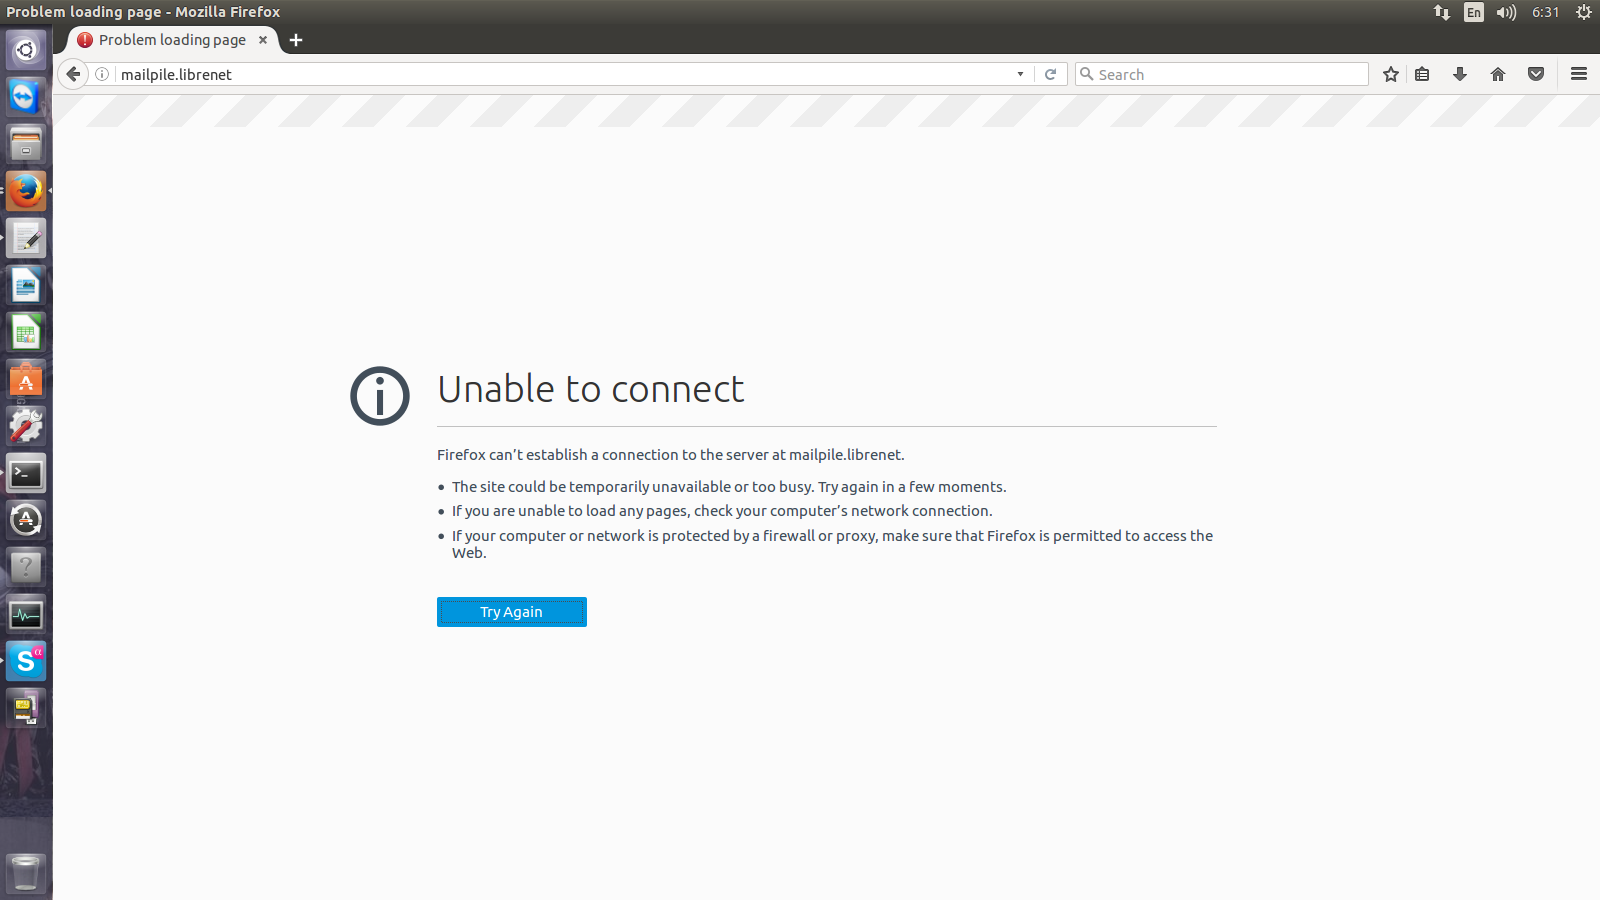 Problem loading page - Mozilla Firefox
En
6:31
Problem loading page
mailpile.librenet
Search
Unable to connect
Firefox can’t establish a connection to the server at mailpile.librenet.
• The site could be temporarily unavailable or too busy. Try again in a few moments.
• If you are unable to load any pages, check your computer’s network connection.
• If your computer or network is protected by a firewall or proxy, make sure that Firefox is permitted to access the
Web.
Try Again